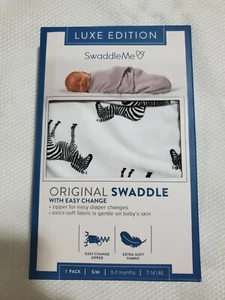 LUXE EDITION
SwaddleMe
ORIGINAL SWADDLE
WITH EASY CHANGE
• zipper for easy diaper changes
• extra soft fabric is gentle on baby's skin
EASY CHANGE
ZIPPER
EXTRA SOFT
FABRIC
1 PACK S/M 0-3 months 7-14 LBS